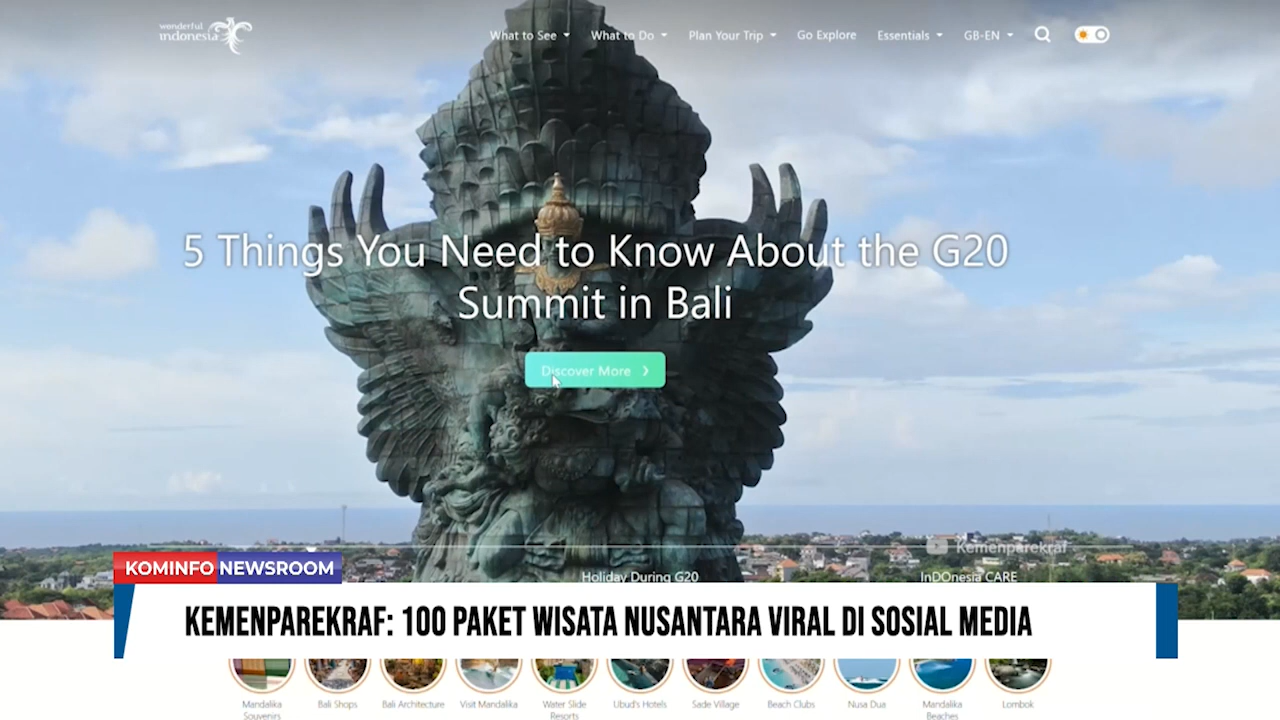 wonderful
indonesia
What to See
What to Do
Plan Your Trip
Go Explore
Essentials
GB-EN
5 Things You Need to Know About the G20
Summit in Bali
Discover More
Kemenparekraf
Holiday During G20
InDOnesia CARE
KOMINFO NEWSROOM
KEMENPAREKRAF: 100 PAKET WISATA NUSANTARA VIRAL DI SOSIAL MEDIA
Mandalika
Souvenirs
Bali Shops
Bali Architecture
Visit Mandalika
Water Slide
Resorts
Ubud's Hotels
Sade Village
Beach Clubs
Nusa Dua
Mandalika
Beaches
Lombok